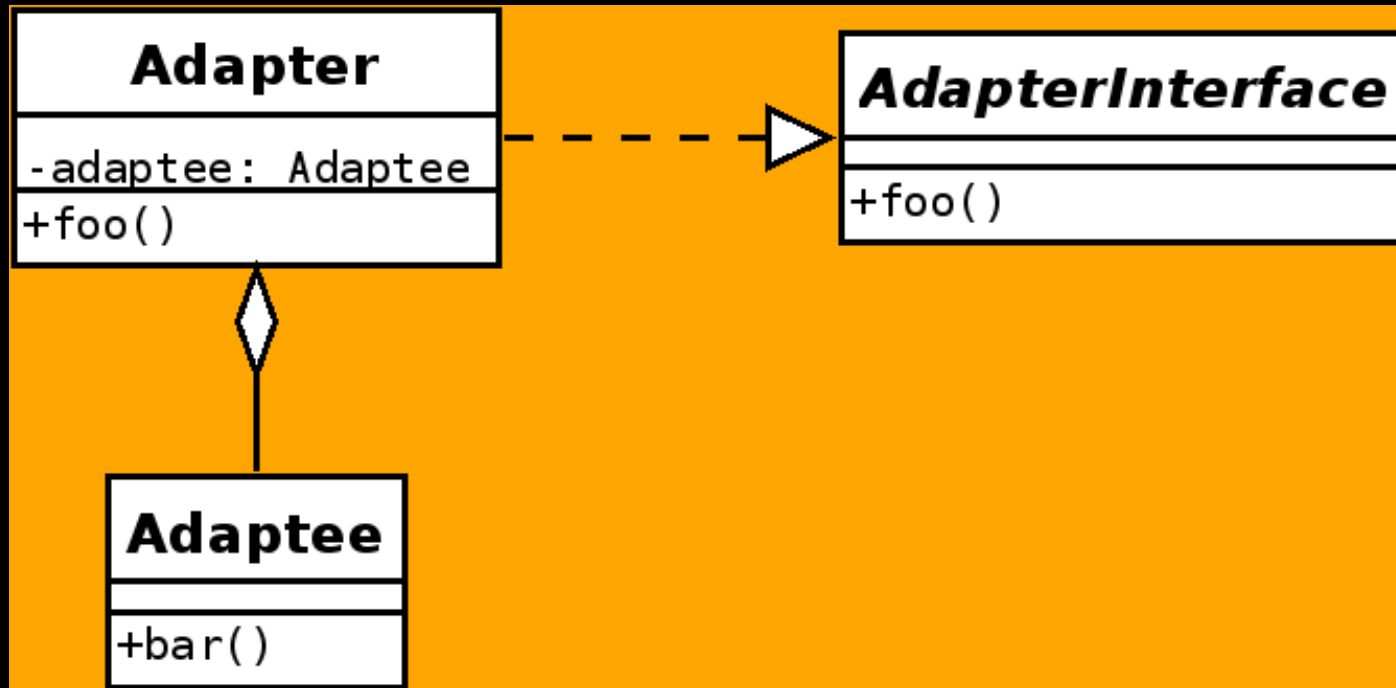 Adapter
-adaptee: Adaptee
+foo()
AdapterInterface
+foo()
Adaptee
+bar()